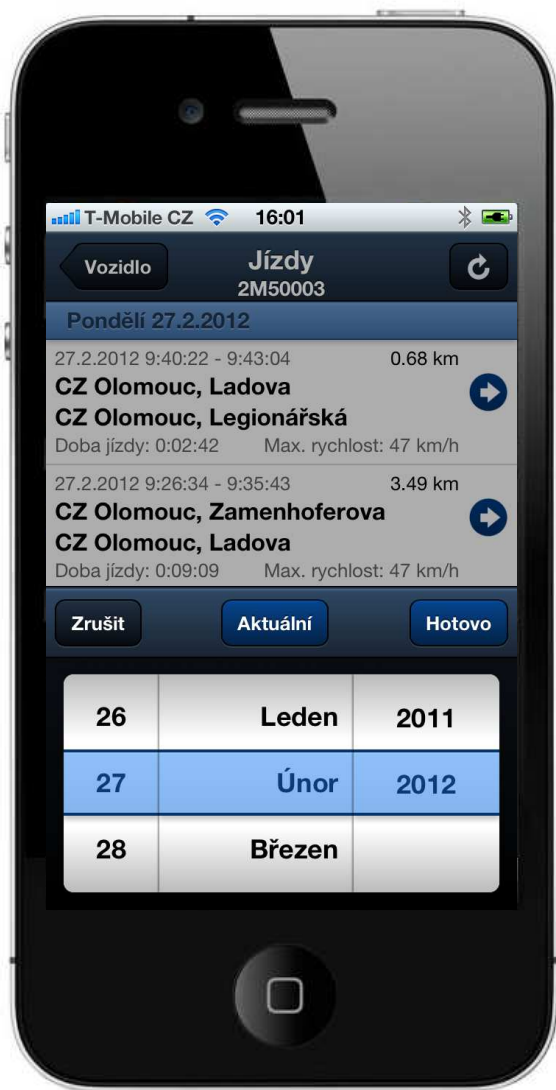 T-Mobile CZ 16:01
Vozidlo
Jízdy
2M50003
Pondělí 27.2.2012
27.2.2012 9:40:22 - 9:43:04 0.68 km
CZ Olomouc, Ladova
CZ Olomouc, Legionářská
Doba jízdy: 0:02:42 Max. rychlost: 47 km/h
27.2.2012 9:26:34 - 9:35:43 3.49 km
CZ Olomouc, Zamenhoferova
CZ Olomouc, Ladova
Doba jízdy: 0:09:09 Max. rychlost: 47 km/h
Zrušit Aktuální Hotovo
26 Leden 2011
27 Únor 2012
28 Březen